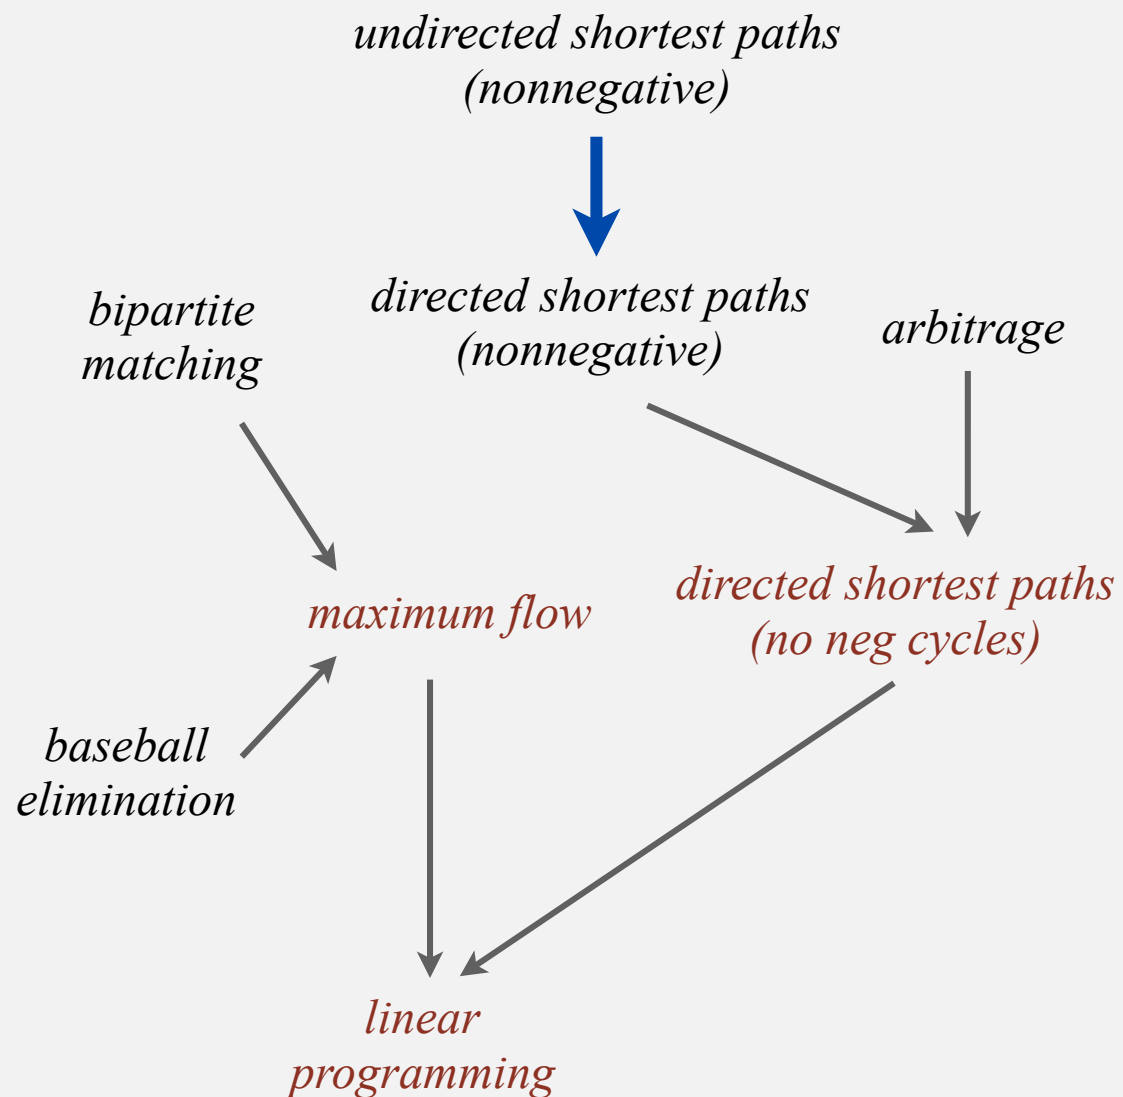 undirected shortest paths
(nonnegative)
bipartite
matching
directed shortest paths
(nonnegative)
arbitrage
maximum flow
directed shortest paths
(no neg cycles)
baseball
elimination
linear
programming